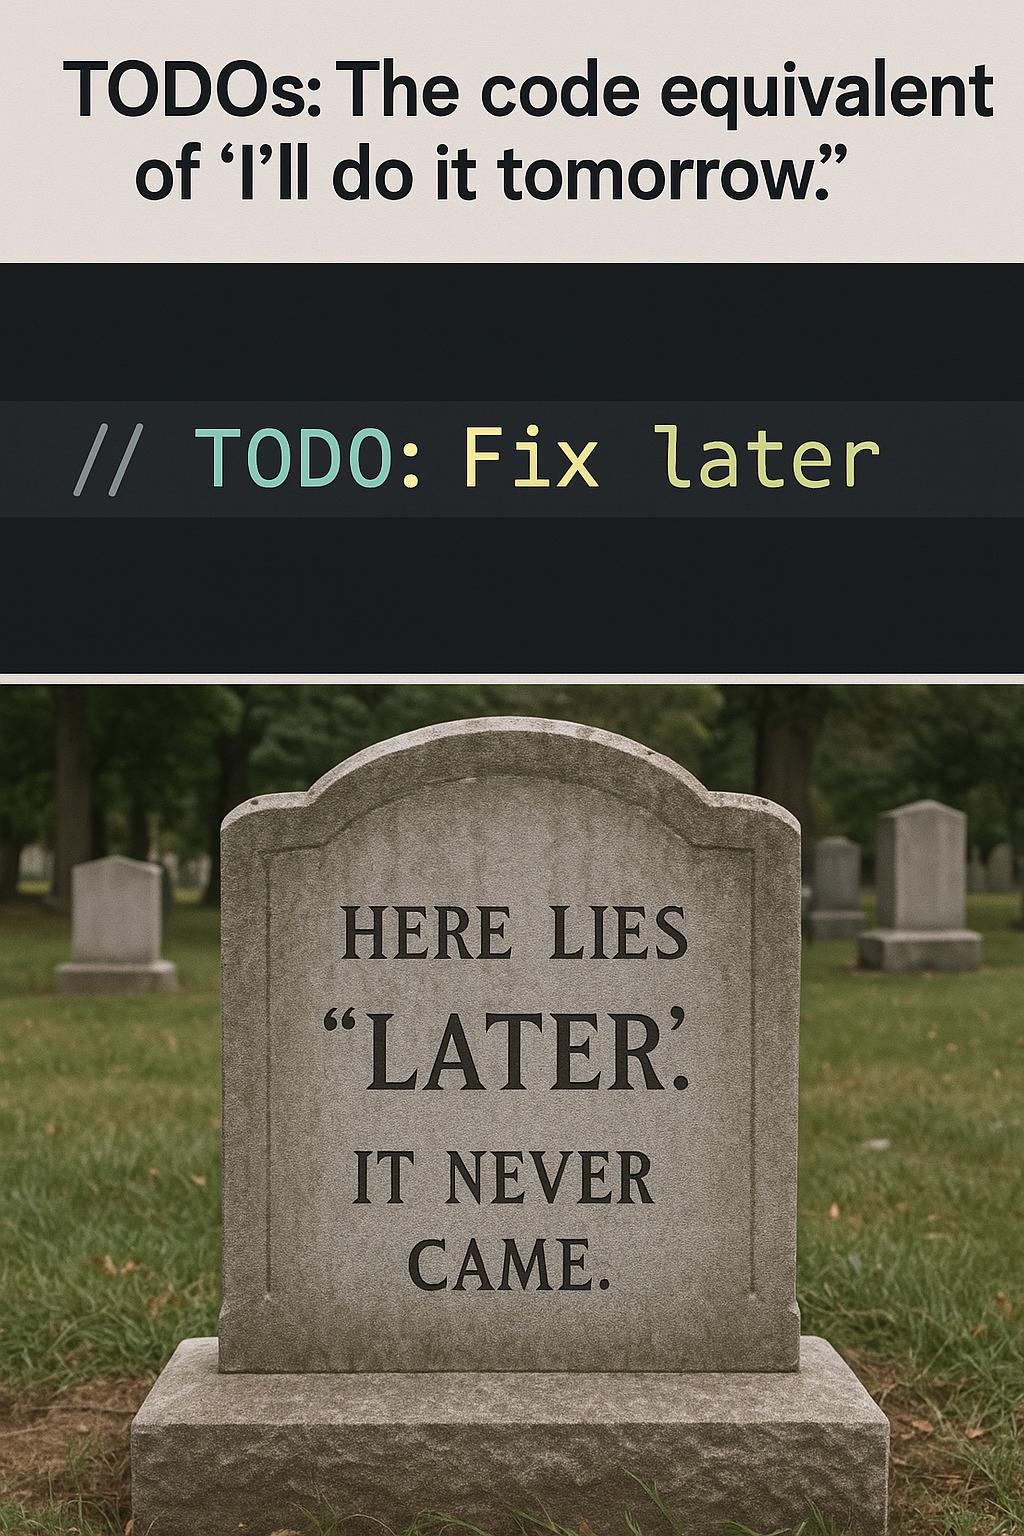 TODOs: The code equivalent
of ‘I’ll do it tomorrow.”
// TODO: Fix later
HERE LIES
“LATER’.
IT NEVER
CAME.